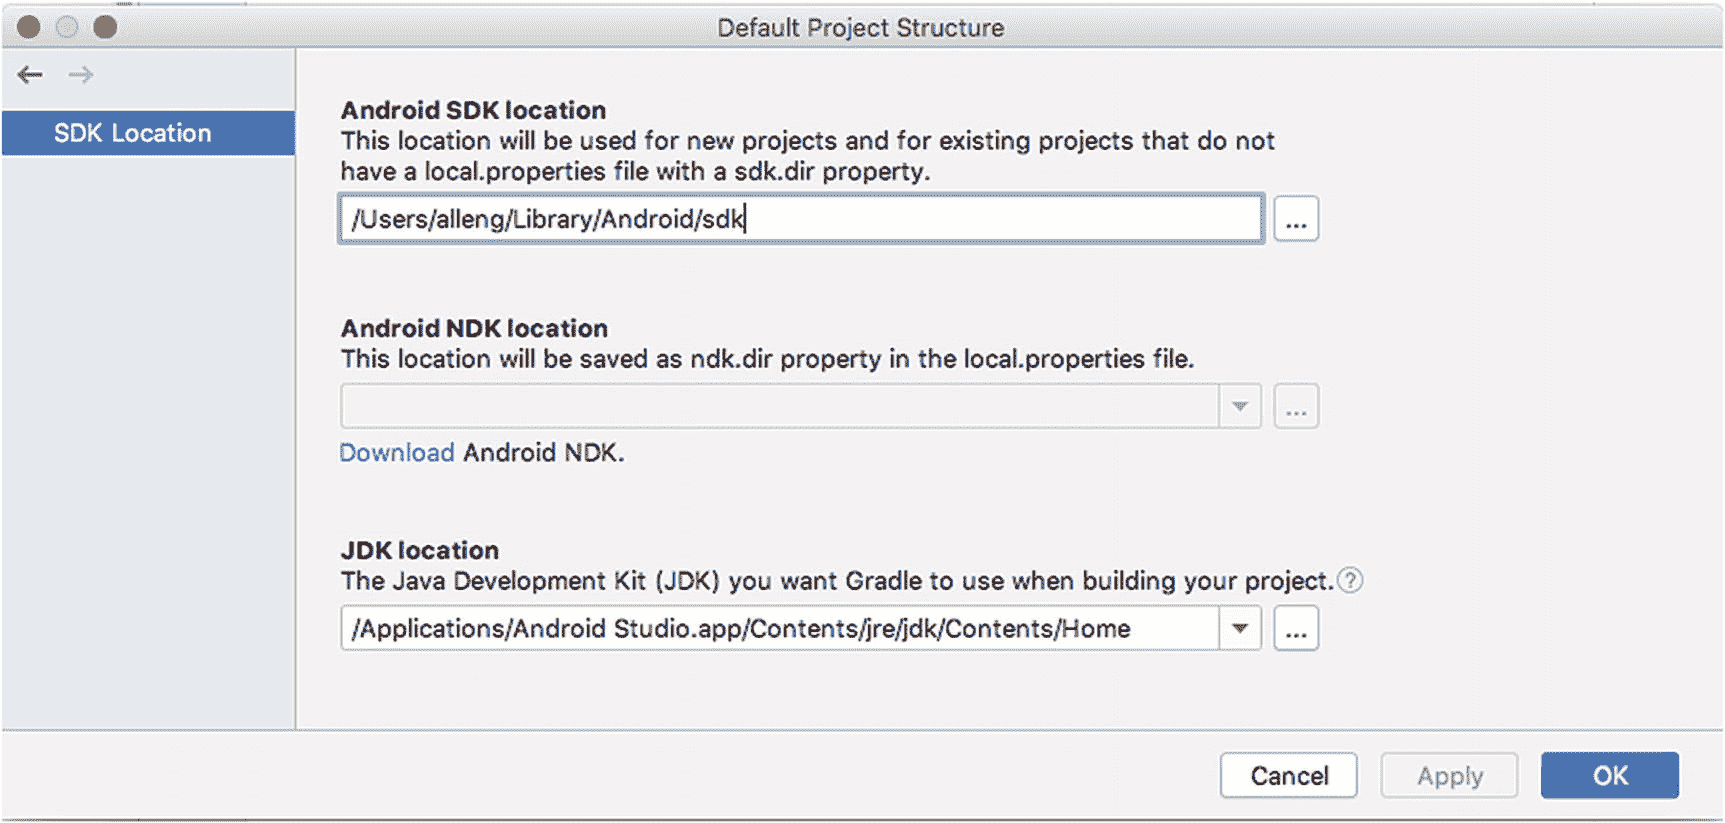 Default Project Structure
SDK Location
Android SDK location
This location will be used for new projects and for existing projects that do not
have a local.properties file with a sdk.dir property.
/Users/alleng/Library/Android/sdk
...
Android NDK location
This location will be saved as ndk.dir property in the local.properties file.
...
Download Android NDK.
JDK location
The Java Development Kit (JDK) you want Gradle to use when building your project. ?
/Applications/Android Studio.app/Contents/jre/jdk/Contents/Home
...
Cancel
Apply
OK